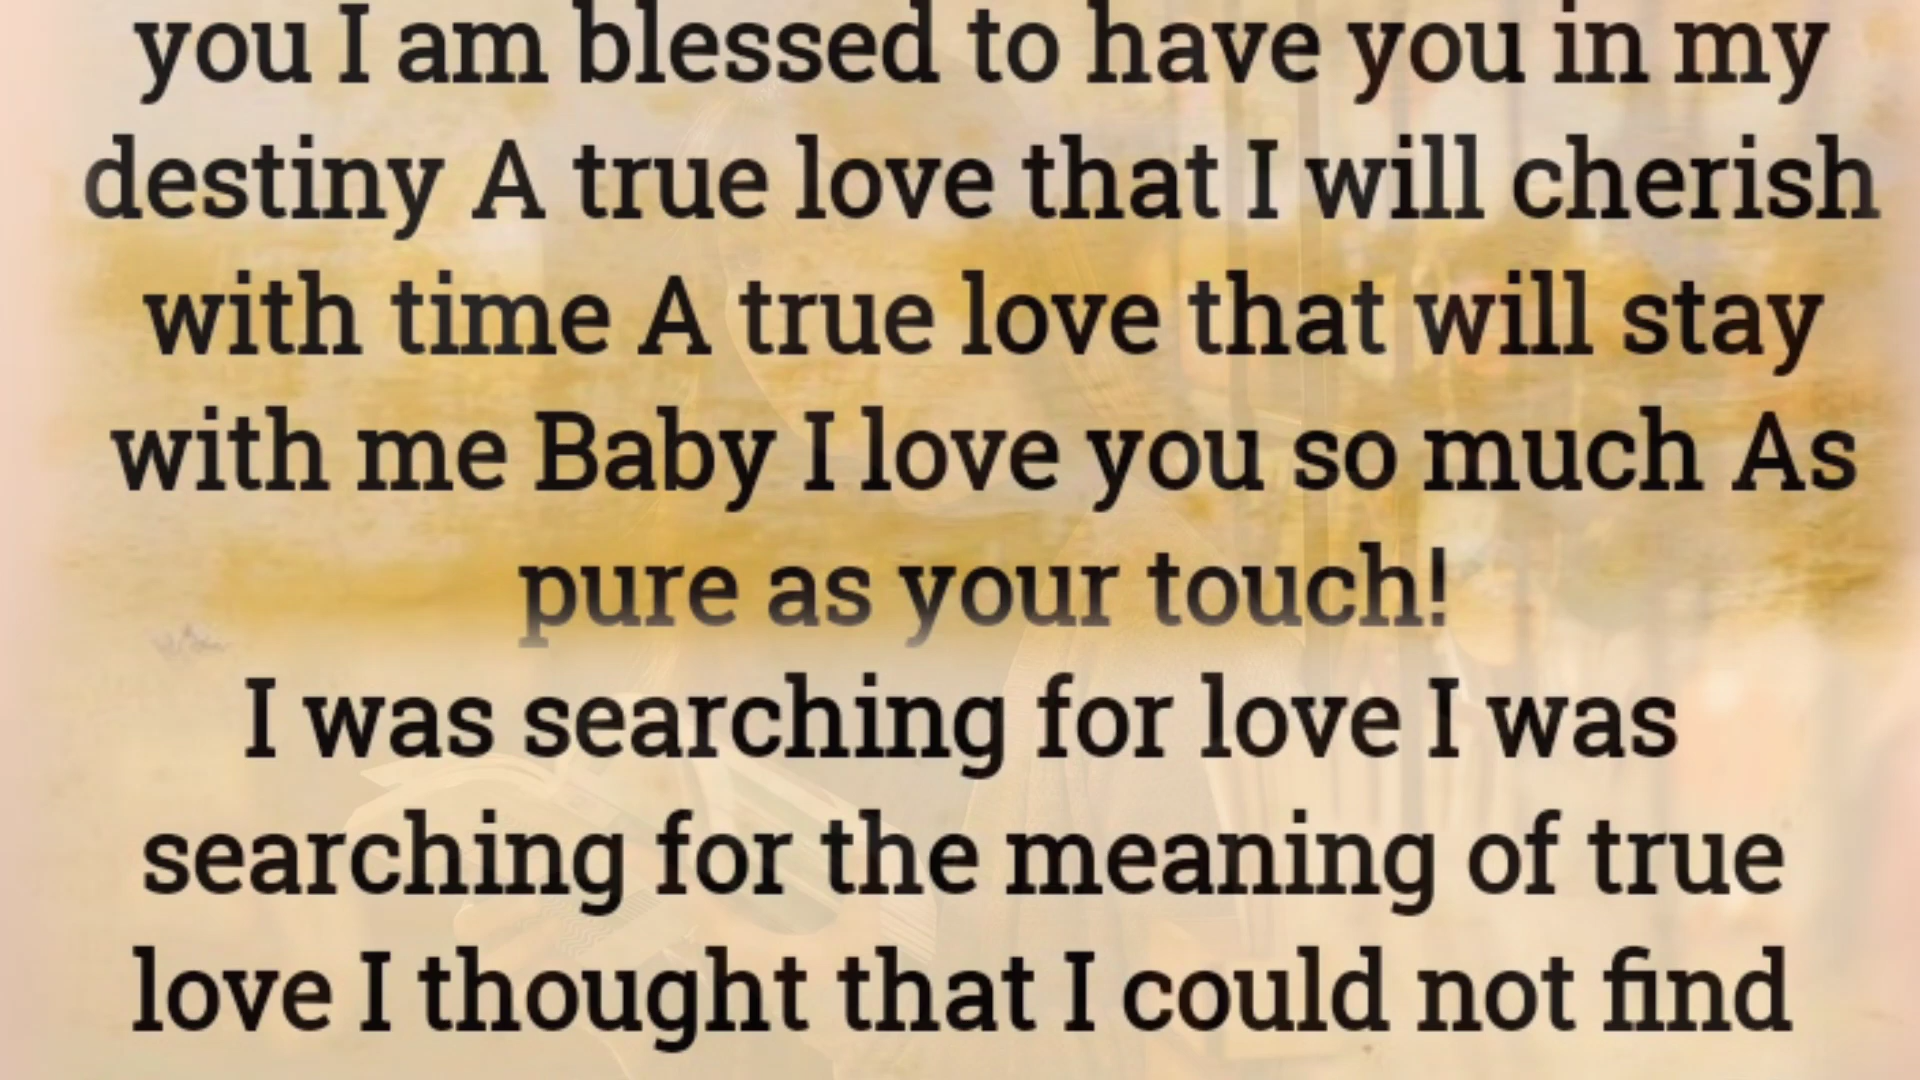 you I am blessed to have you in my
destiny A true love that I will cherish
with time A true love that will stay
with me Baby I love you so much As
pure as your touch!
I was searching for love I was
searching for the meaning of true
love I thought that I could not find